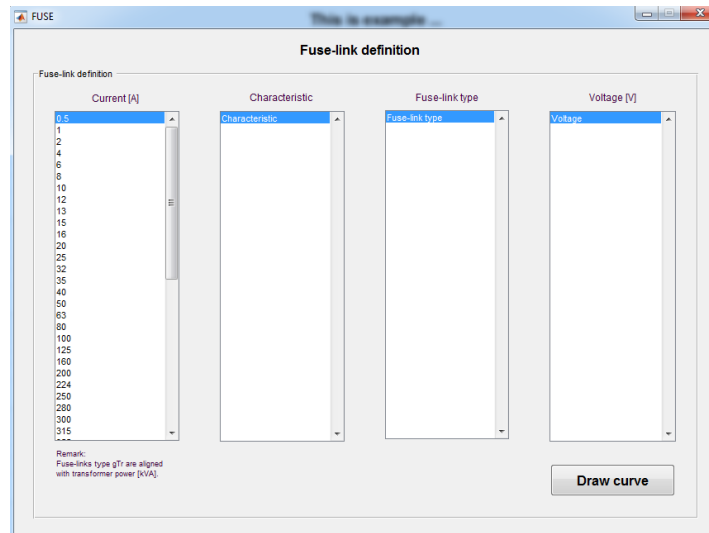 FUSE
This is example ...
Fuse-link definition
Fuse-link definition
Current [A]
Characteristic
Fuse-link type
Voltage [V]
0.5
Characteristic
Fuse-link type
Voltage
1
2
4
6
8
10
12
13
15
16
20
25
32
35
40
50
63
80
100
125
160
200
224
250
280
300
315
Remark:
Fuse-links type gTr are aligned
with transformer power [kVA].
Draw curve